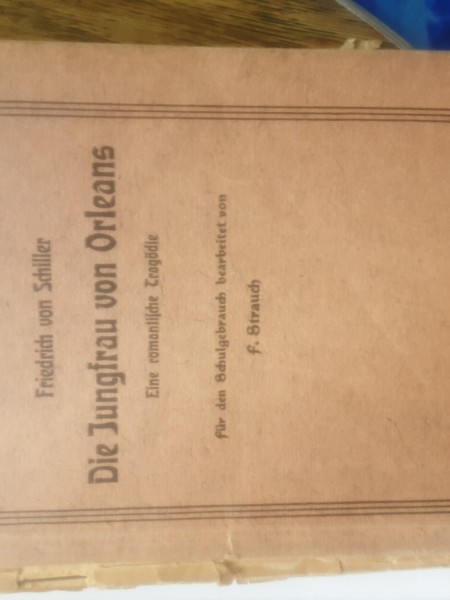 Friedrich von Schiller
Die Jungfrau von Orleans
Eine romantische Tragödie
Für den Schulgebrauch bearbeitet von
F. Strauch